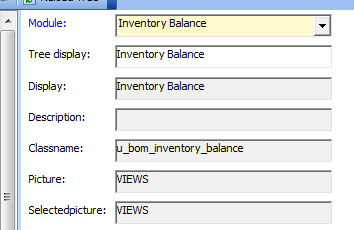 Module: Inventory Balance
Tree display: Inventory Balance
Display: Inventory Balance
Description:
Classname: u_bom_inventory_balance
Picture: VIEWS
Selectedpicture: VIEWS